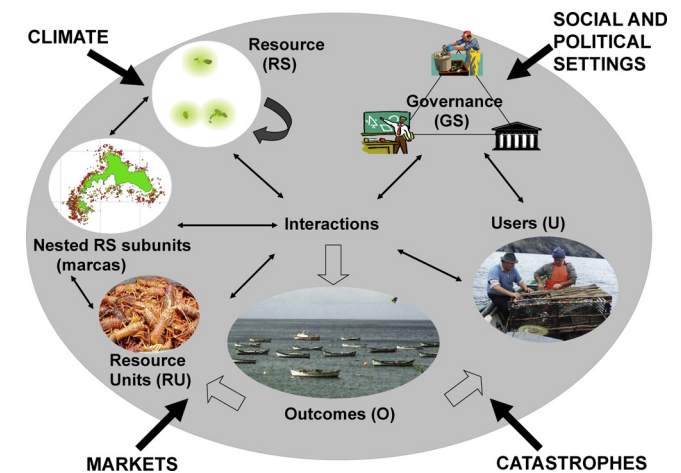 CLIMATE
SOCIAL AND
POLITICAL
SETTINGS
Resource
(RS)
Governance
(GS)
Interactions
Users (U)
Nested RS subunits
(marcas)
Resource
Units (RU)
Outcomes (O)
MARKETS
CATASTROPHES